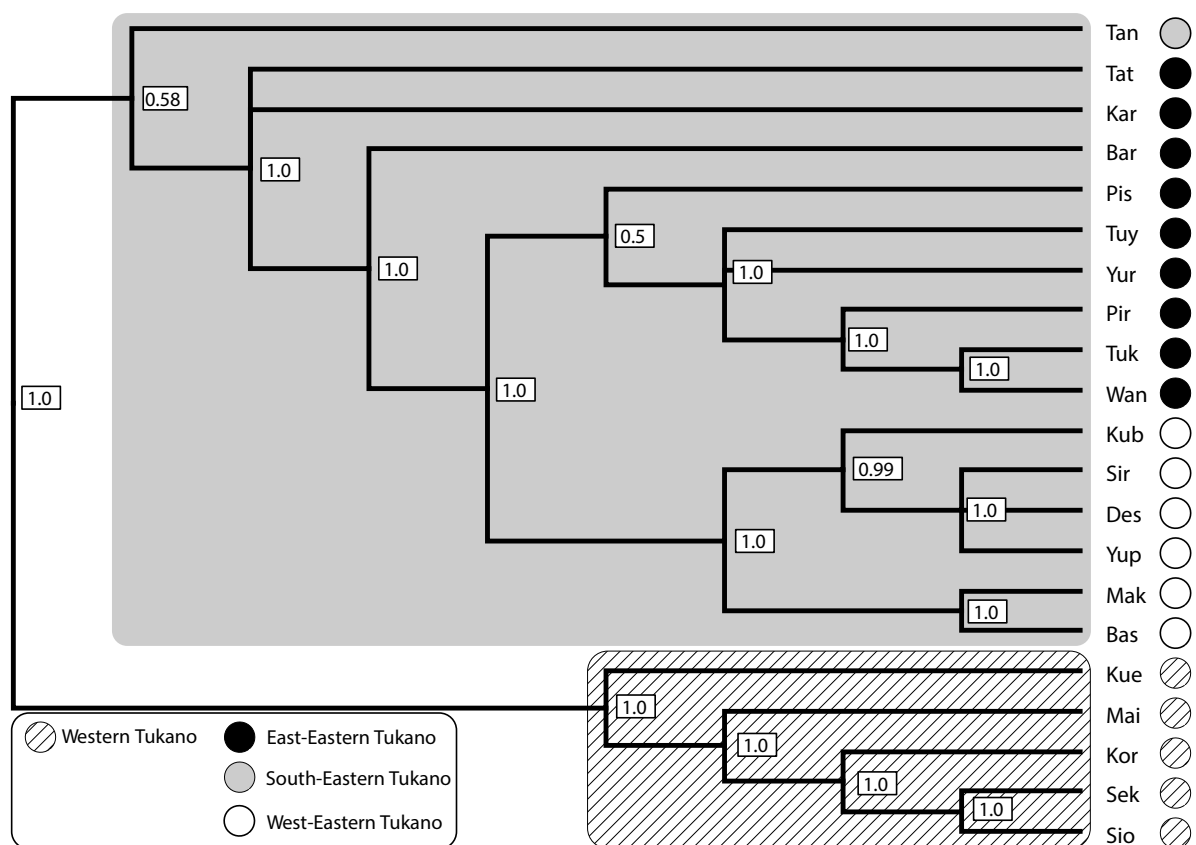 Tan
0.58
Tat
Kar
1.0
Bar
1.0
Pis
0.5
Tuy
1.0
Yur
Pir
1.0
Tuk
1.0
Wan
1.0
1.0
Kub
0.99
Sir
1.0
Des
1.0
Yup
Mak
1.0
Bas
Kue
1.0
Mai
1.0
Kor
1.0
Sek
1.0
Sio
Western Tukano
East-Eastern Tukano
South-Eastern Tukano
West-Eastern Tukano